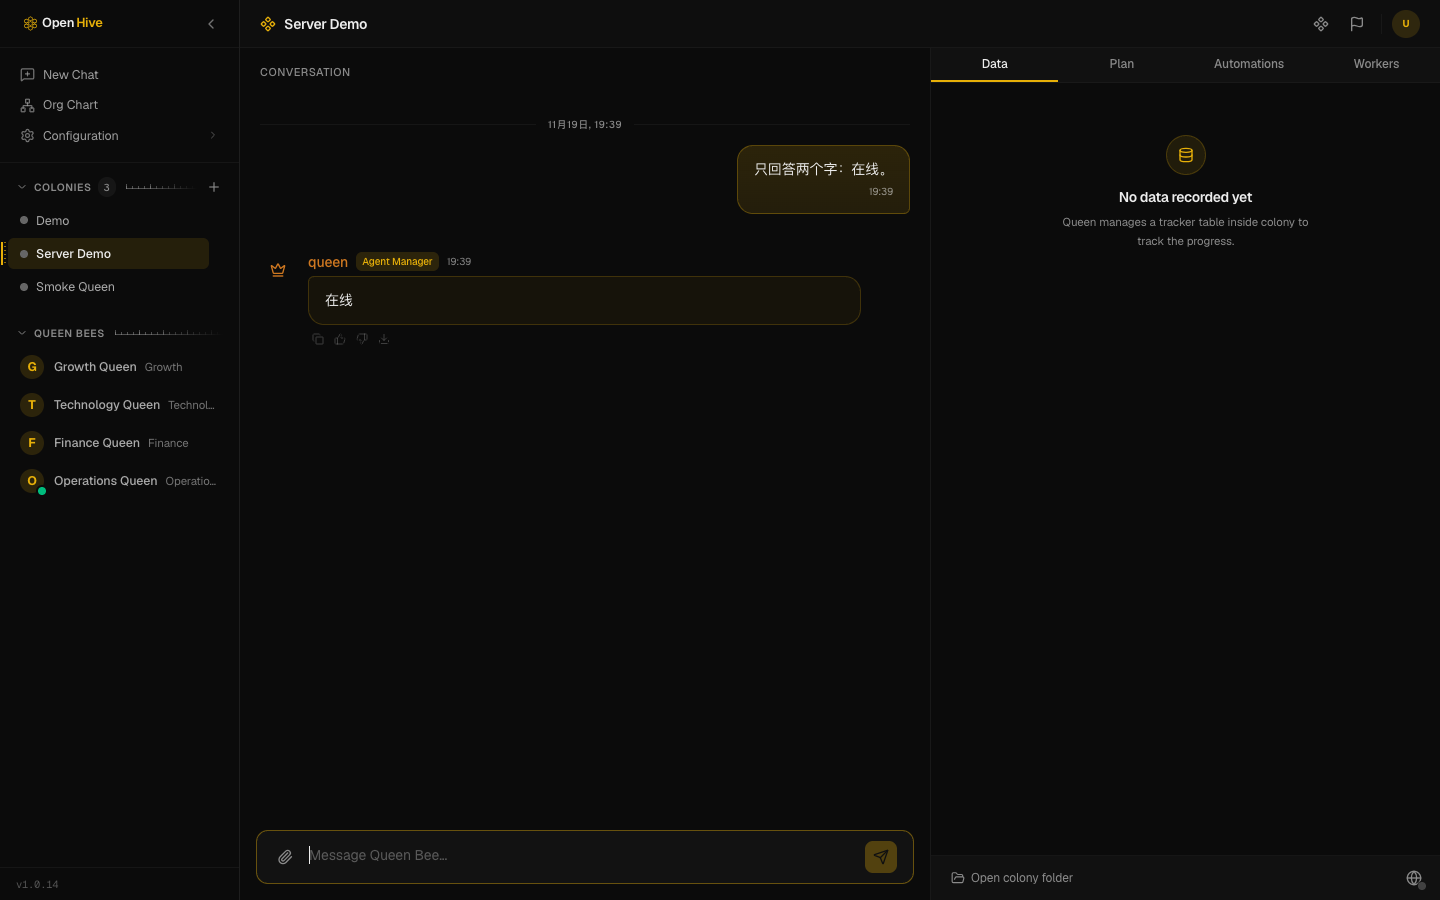 OpenHive
New Chat
Org Chart
Configuration
COLONIES 3
Demo
Server Demo
Smoke Queen
QUEEN BEES
G Growth Queen Growth
T Technology Queen Technol...
F Finance Queen Finance
O Operations Queen Operatio...
v1.0.14
Server Demo
U
CONVERSATION
11月19日, 19:39
只回答两个字：在线。
19:39
queen Agent Manager 19:39
在线
Message Queen Bee...
Data Plan Automations Workers
No data recorded yet
Queen manages a tracker table inside colony to
track the progress.
Open colony folder